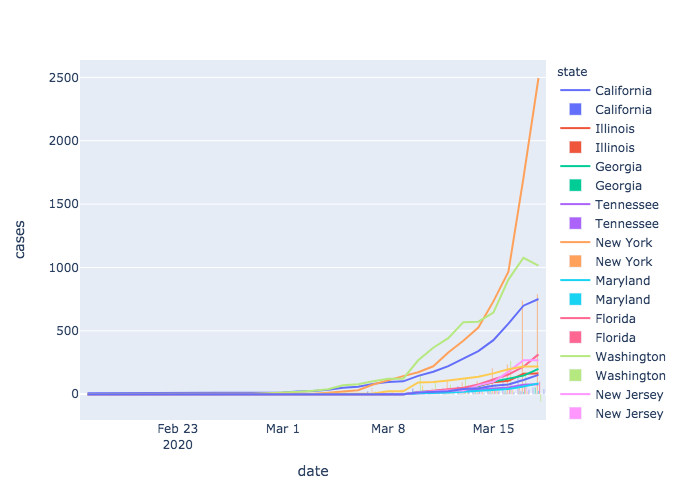 state
2500
2000
1500
1000
500
0
cases
Feb 23
2020
Mar 1
Mar 8
Mar 15
date
California
California
Illinois
Illinois
Georgia
Georgia
Tennessee
Tennessee
New York
New York
Maryland
Maryland
Florida
Florida
Washington
Washington
New Jersey
New Jersey